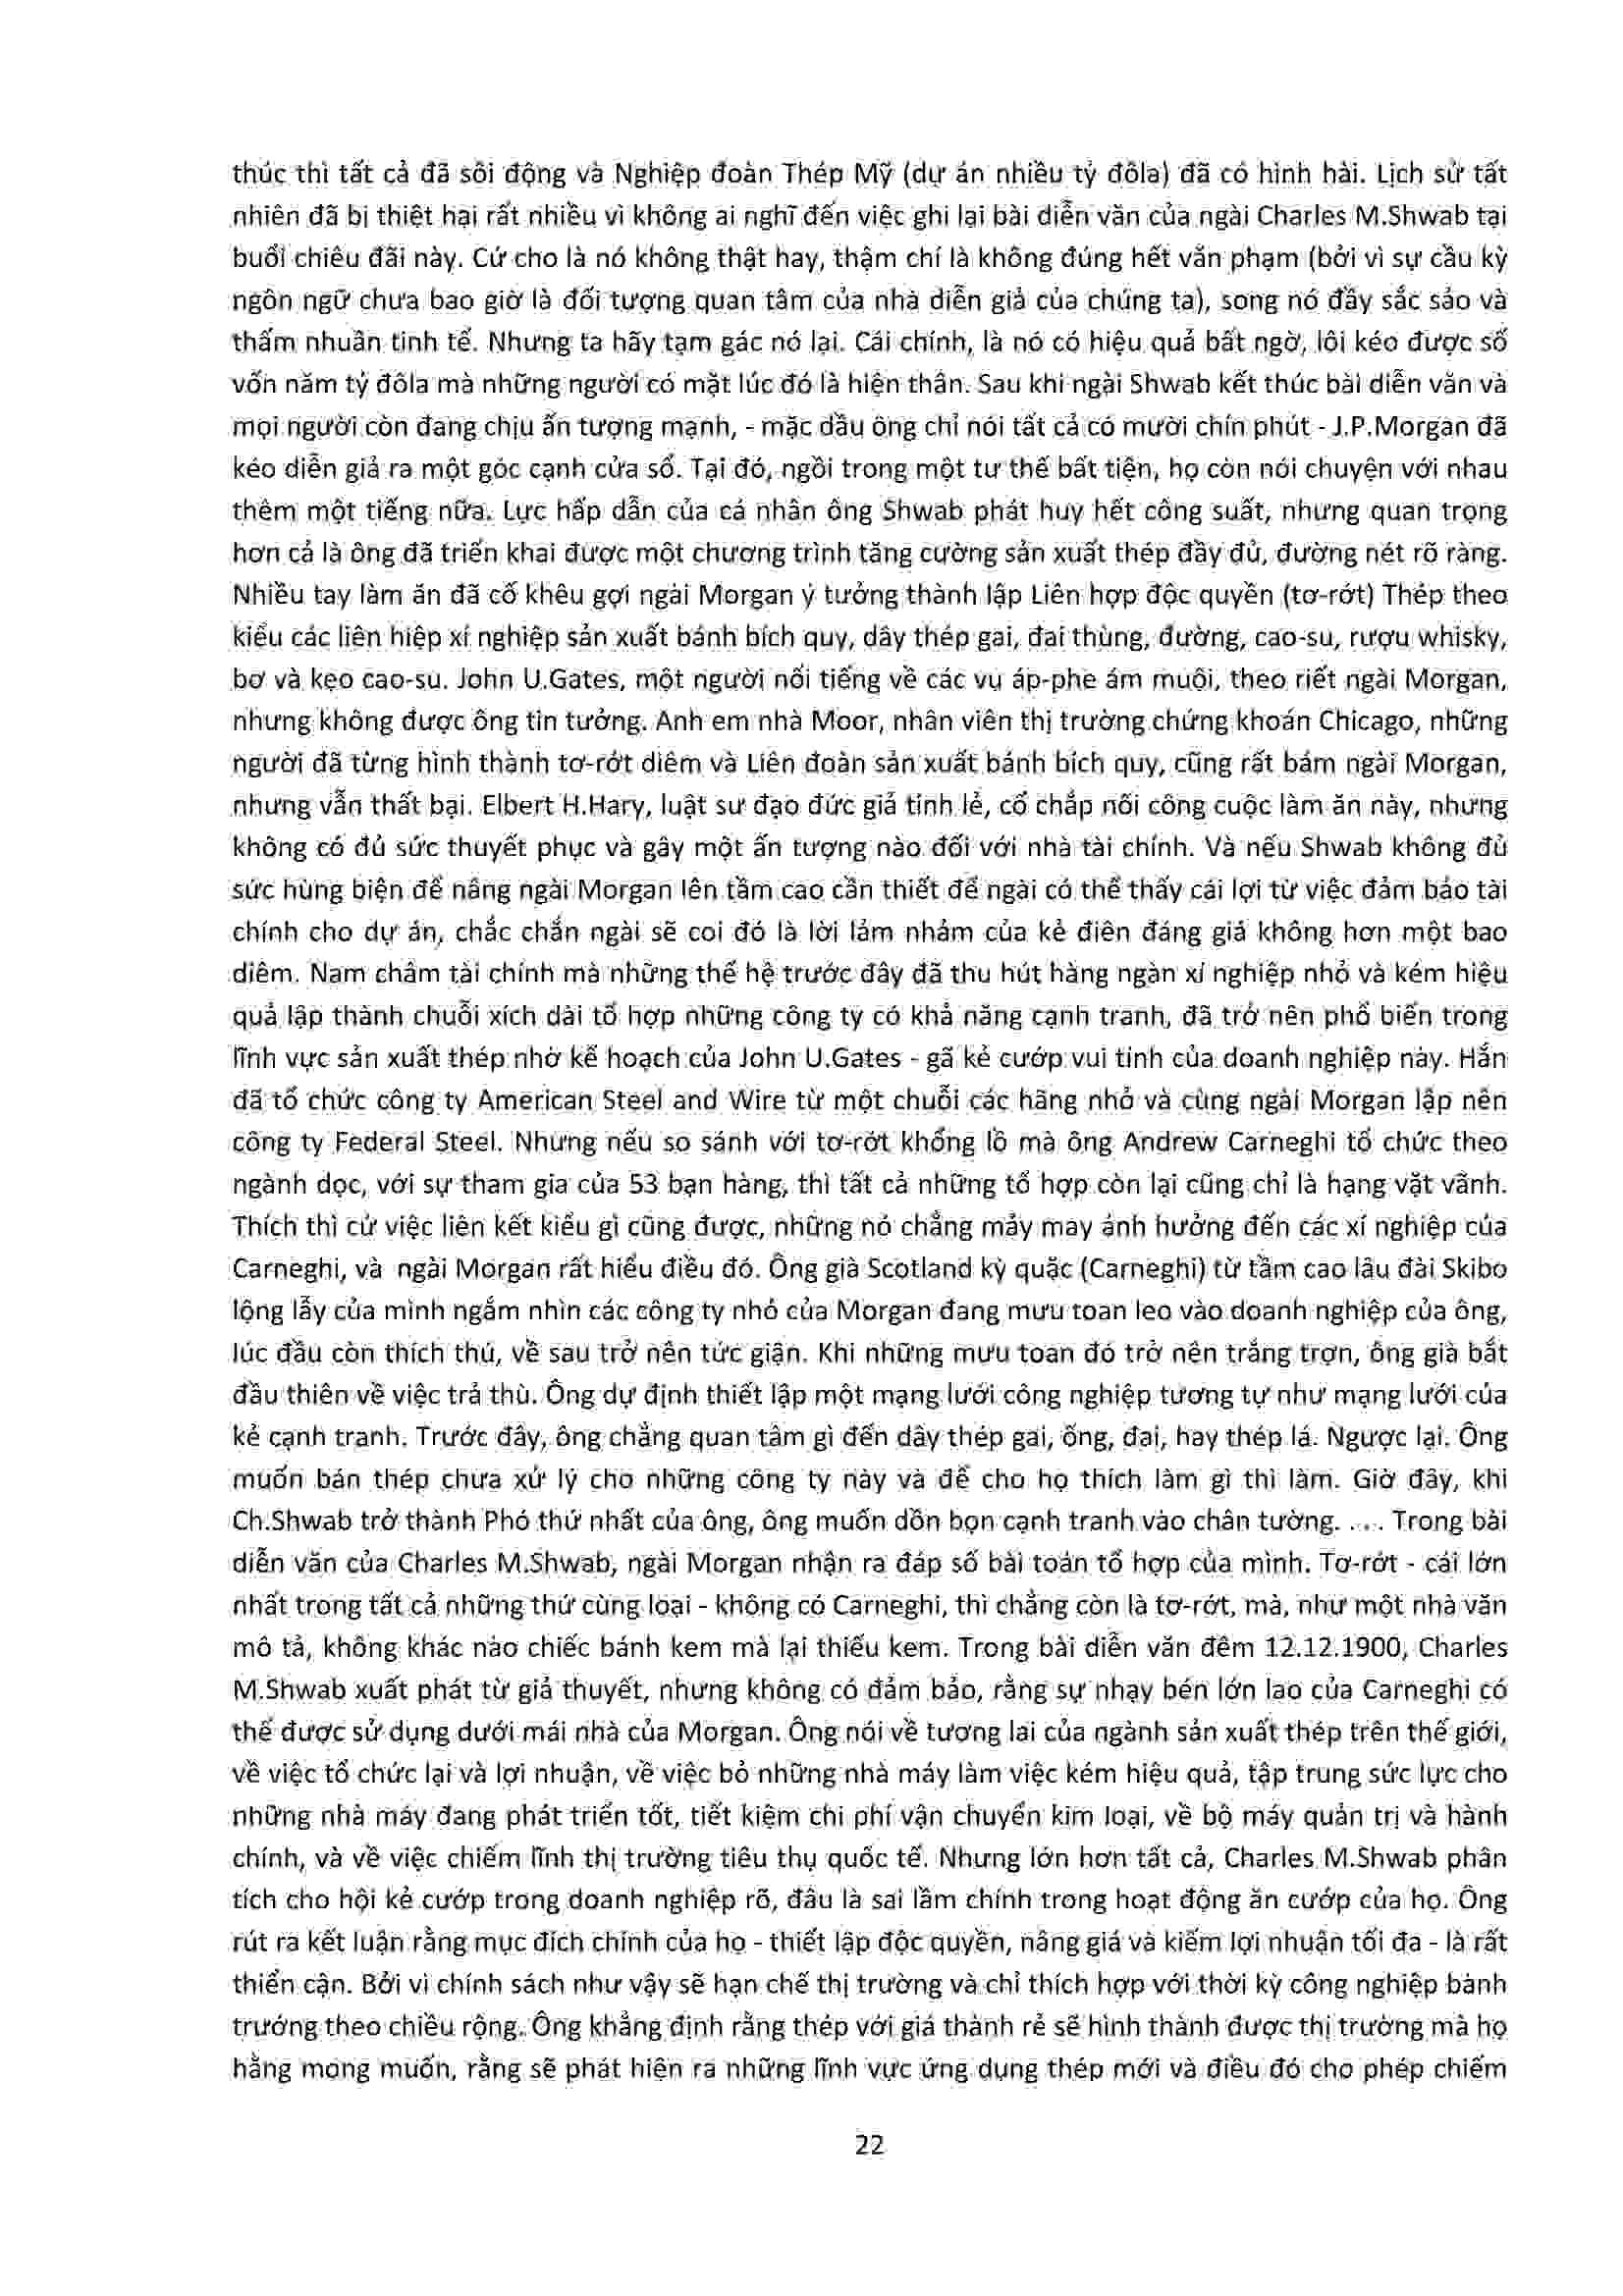 thúc thì tất cả đã sôi động và Nghiệp đoàn Thép Mỹ (dự án nhiều tỷ đôla) đã có hình hài. Lịch sử tất
nhiên đã bị thiệt hại rất nhiều vì không ai nghĩ đến việc ghi lại bài diễn văn của ngài Charles M.Shwab tại
buổi chiêu đãi này. Cứ cho là nó không thật hay, thậm chí là không đúng hết văn phạm (bởi vì sự cầu kỳ
ngôn ngữ chưa bao giờ là đối tượng quan tâm của nhà diễn giả của chúng ta), song nó đầy sắc sảo và
thấm nhuần tinh tế. Nhưng ta hãy tạm gác nó lại. Cái chính, là nó có hiệu quả bất ngờ, lôi kéo được số
vốn năm tỷ đôla mà những người có mặt lúc đó là hiện thân. Sau khi ngài Shwab kết thúc bài diễn văn và
mọi người còn đang chịu ấn tượng mạnh, - mặc dầu ông chỉ nói tất cả có mười chín phút - J.P.Morgan đã
kéo diễn giả ra một góc cạnh cửa sổ. Tại đó, ngồi trong một tư thế bất tiện, họ còn nói chuyện với nhau
thêm một tiếng nữa. Lực hấp dẫn của cá nhân ông Shwab phát huy hết công suất, nhưng quan trọng
hơn cả là ông đã triển khai được một chương trình tăng cường sản xuất thép đầy đủ, đường nét rõ ràng.
Nhiều tay làm ăn đã cố khêu gợi ngài Morgan ý tưởng thành lập Liên hợp độc quyền (tơ-rớt) Thép theo
kiểu các liên hiệp xí nghiệp sản xuất bánh bích quy, dây thép gai, đai thùng, đường, cao-su, rượu whisky,
bơ và kẹo cao-su. John U.Gates, một người nổi tiếng về các vụ áp-phe ám muội, theo riết ngài Morgan,
nhưng không được ông tin tưởng. Anh em nhà Moor, nhân viên thị trường chứng khoán Chicago, những
người đã từng hình thành tơ-rớt diêm và Liên đoàn sản xuất bánh bích quy, cũng rất bám ngài Morgan,
nhưng vẫn thất bại. Elbert H.Hary, luật sư đạo đức giả tỉnh lẻ, cố chắp nối công cuộc làm ăn này, nhưng
không có đủ sức thuyết phục và gây một ấn tượng nào đối với nhà tài chính. Và nếu Shwab không đủ
sức hùng biện để nâng ngài Morgan lên tầm cao cần thiết để ngài có thể thấy cái lợi từ việc đảm bảo tài
chính cho dự án, chắc chắn ngài sẽ coi đó là lời lảm nhảm của kẻ điên đáng giá không hơn một bao
diêm. Nam châm tài chính mà những thế hệ trước đây đã thu hút hàng ngàn xí nghiệp nhỏ và kém hiệu
quả lập thành chuỗi xích dài tổ hợp những công ty có khả năng cạnh tranh, đã trở nên phổ biến trong
lĩnh vực sản xuất thép nhờ kế hoạch của John U.Gates - gã kẻ cướp vui tính của doanh nghiệp này. Hắn
đã tổ chức công ty American Steel and Wire từ một chuỗi các hãng nhỏ và cùng ngài Morgan lập nên
công ty Federal Steel. Nhưng nếu so sánh với tơ-rớt khổng lồ mà ông Andrew Carneghi tổ chức theo
ngành dọc, với sự tham gia của 53 bạn hàng, thì tất cả những tổ hợp còn lại cũng chỉ là hạng vặt vãnh.
Thích thì cứ việc liên kết kiểu gì cũng được, những nó chẳng mảy may ảnh hưởng đến các xí nghiệp của
Carneghi, và ngài Morgan rất hiểu điều đó. Ông già Scotland kỳ quặc (Carneghi) từ tầm cao lâu đài Skibo
lộng lẫy của mình ngắm nhìn các công ty nhỏ của Morgan đang mưu toan leo vào doanh nghiệp của ông,
lúc đầu còn thích thú, về sau trở nên tức giận. Khi những mưu toan đó trở nên trắng trợn, ông già bắt
đầu thiên về việc trả thù. Ông dự định thiết lập một mạng lưới công nghiệp tương tự như mạng lưới của
kẻ cạnh tranh. Trước đây, ông chẳng quan tâm gì đến dây thép gai, ống, đai, hay thép lá. Ngược lại. Ông
muốn bán thép chưa xử lý cho những công ty này và để cho họ thích làm gì thì làm. Giờ đây, khi
Ch.Shwab trở thành Phó thứ nhất của ông, ông muốn dồn bọn cạnh tranh vào chân tường. .... Trong bài
diễn văn của Charles M.Shwab, ngài Morgan nhận ra đáp số bài toán tổ hợp của mình. Tơ-rớt - cái lớn
nhất trong tất cả những thứ cùng loại - không có Carneghi, thì chẳng còn là tơ-rớt, mà, như một nhà văn
mô tả, không khác nào chiếc bánh kem mà lại thiếu kem. Trong bài diễn văn đêm 12.12.1900, Charles
M.Shwab xuất phát từ giả thuyết, nhưng không có đảm bảo, rằng sự nhạy bén lớn lao của Carneghi có
thể được sử dụng dưới mái nhà của Morgan. Ông nói về tương lai của ngành sản xuất thép trên thế giới,
về việc tổ chức lại và lợi nhuận, về việc bỏ những nhà máy làm việc kém hiệu quả, tập trung sức lực cho
những nhà máy đang phát triển tốt, tiết kiệm chi phí vận chuyển kim loại, về bộ máy quản trị và hành
chính, và về việc chiếm lĩnh thị trường tiêu thụ quốc tế. Nhưng lớn hơn tất cả, Charles M.Shwab phân
tích cho hội kẻ cướp trong doanh nghiệp rõ, đâu là sai lầm chính trong hoạt động ăn cướp của họ. Ông
rút ra kết luận rằng mục đích chính của họ - thiết lập độc quyền, nâng giá và kiếm lợi nhuận tối đa - là rất
thiển cận. Bởi vì chính sách như vậy sẽ hạn chế thị trường và chỉ thích hợp với thời kỳ công nghiệp bành
trướng theo chiều rộng. Ông khẳng định rằng thép với giá thành rẻ sẽ hình thành được thị trường mà họ
hằng mong muốn, rằng sẽ phát hiện ra những lĩnh vực ứng dụng thép mới và điều đó cho phép chiếm
22